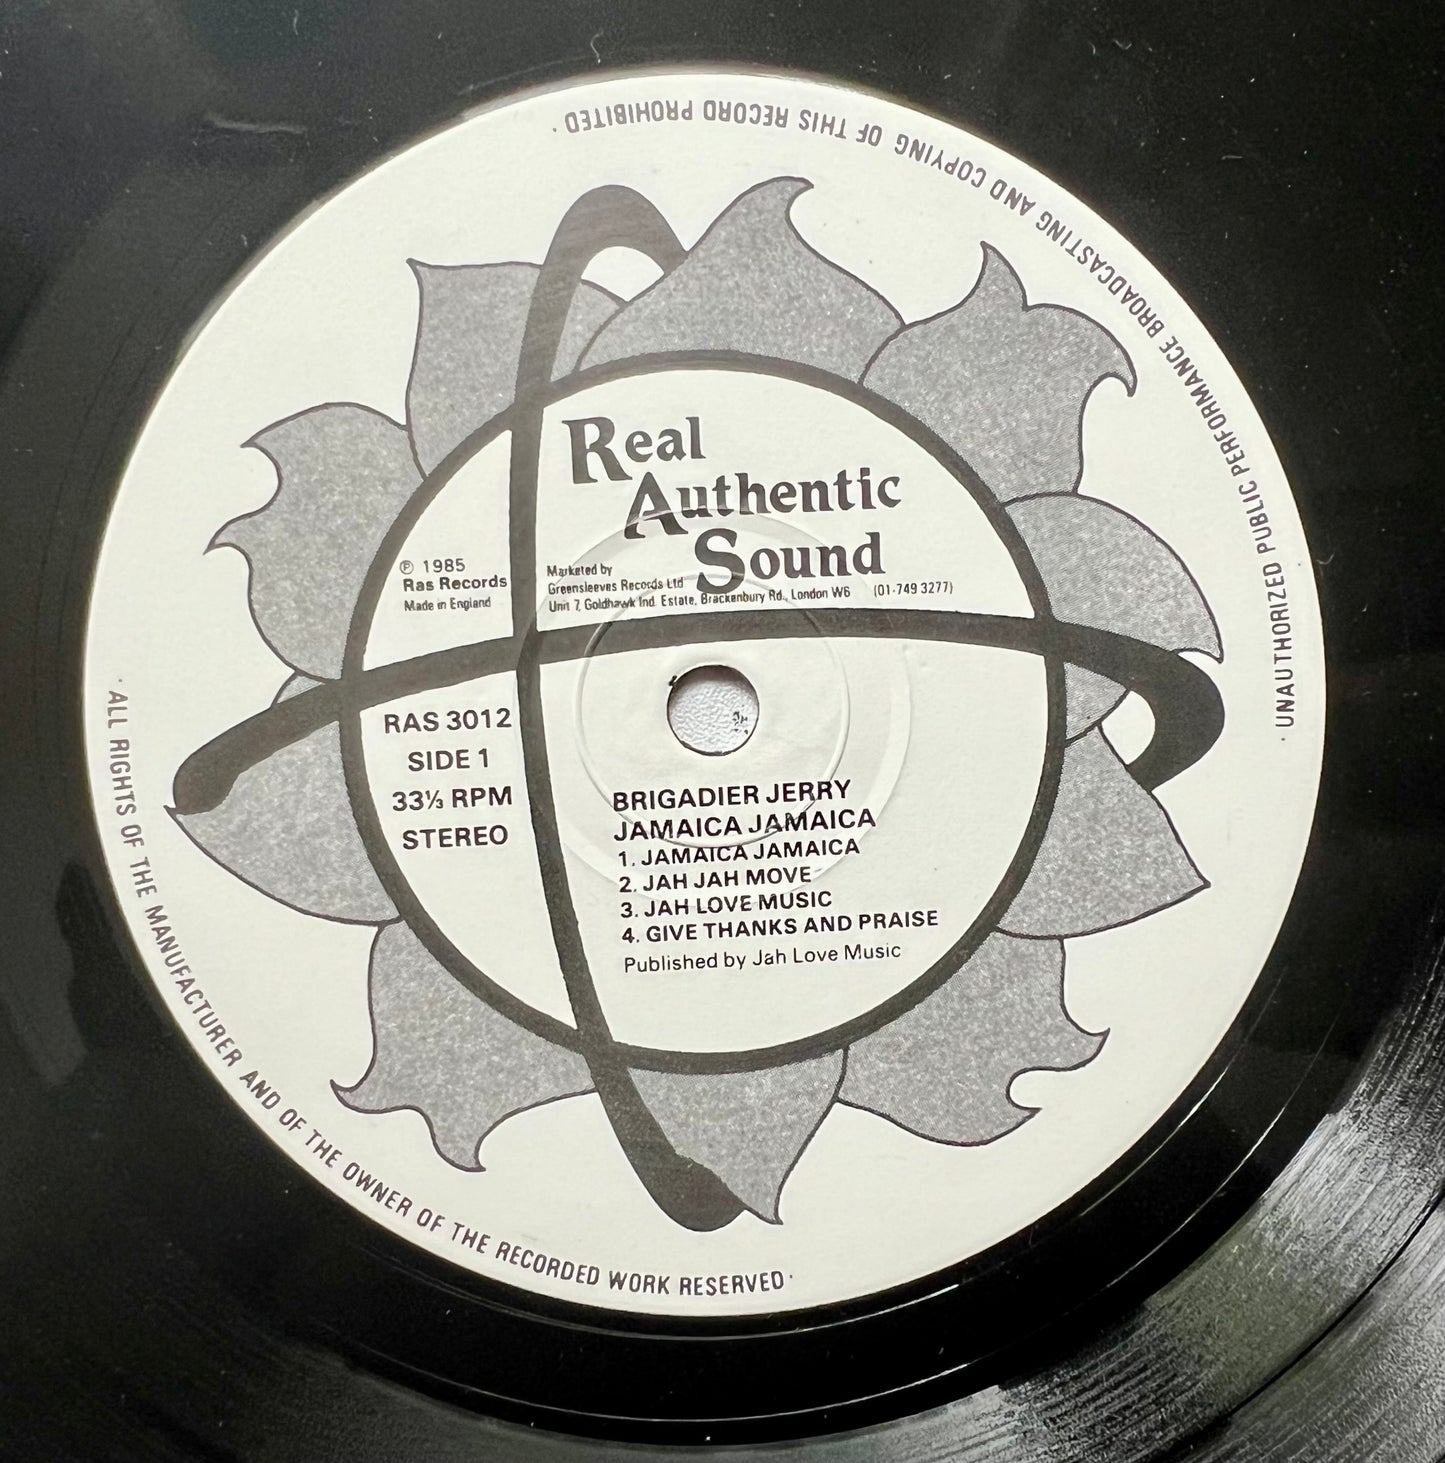 · UNAUTHORIZED PUBLIC PERFORMANCE BROADCASTING AND COPYING OF THIS RECORD PROHIBITED ·
Real
Authentic
Sound
℗ 1985
Ras Records
Made in England
Marketed by
Greensleeves Records Ltd
Unit 7, Goldhawk Ind. Estate, Brackenbury Rd., London W6 (01-749 3277)
RAS 3012
SIDE 1
33⅓ RPM
STEREO
BRIGADIER JERRY
JAMAICA JAMAICA
1. JAMAICA JAMAICA
2. JAH JAH MOVE
3. JAH LOVE MUSIC
4. GIVE THANKS AND PRAISE
Published by Jah Love Music
· ALL RIGHTS OF THE MANUFACTURER AND OF THE OWNER OF THE RECORDED WORK RESERVED ·